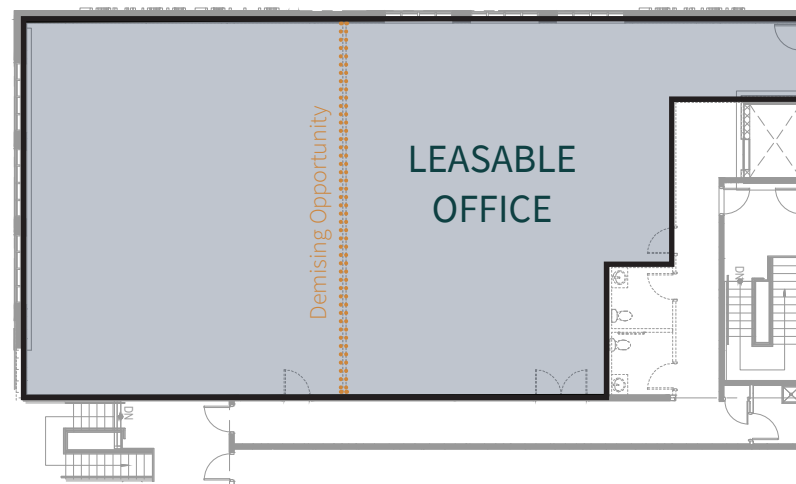 LEASABLE
OFFICE
Demising Opportunity
DN
DN